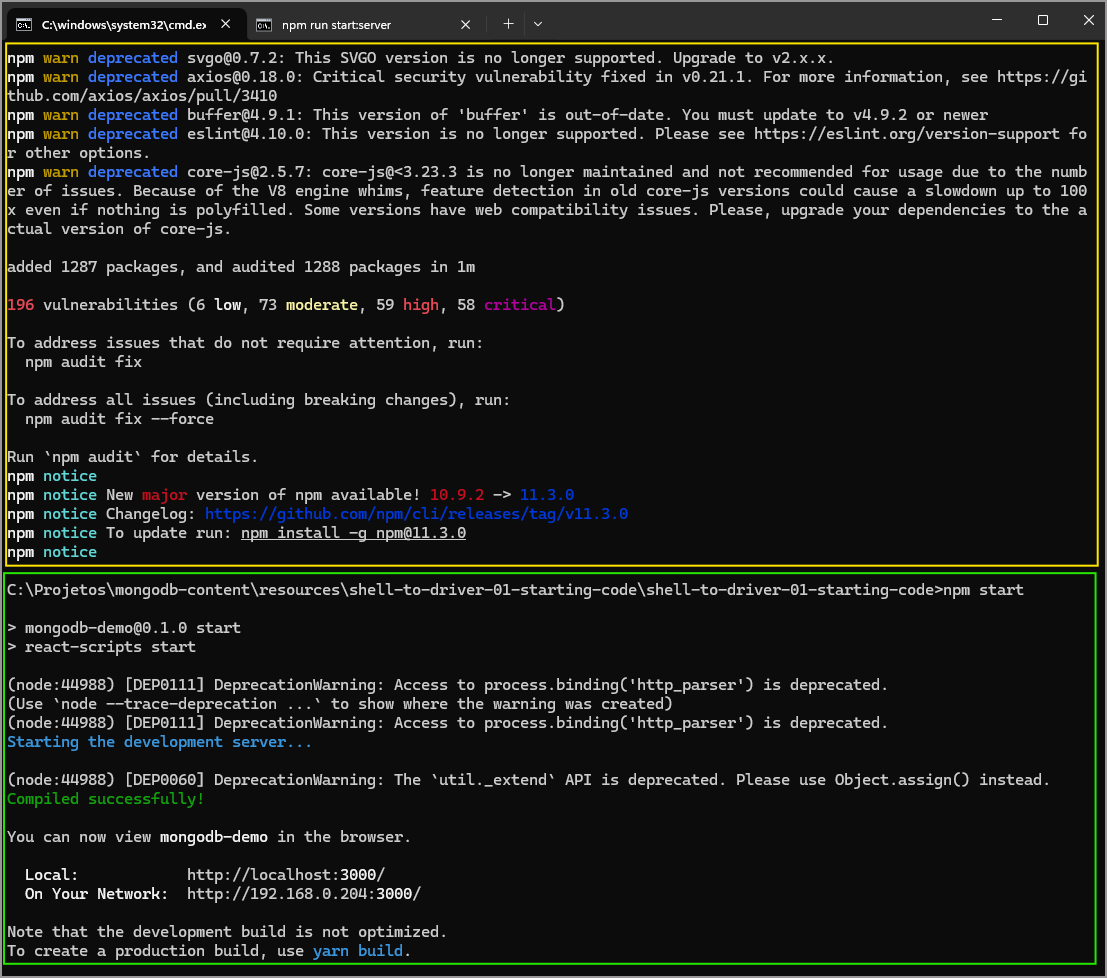 C:\windows\system32\cmd.ex
npm run start:server
npm warn deprecated svgo@0.7.2: This SVGO version is no longer supported. Upgrade to v2.x.x.
npm warn deprecated axios@0.18.0: Critical security vulnerability fixed in v0.21.1. For more information, see https://gi
thub.com/axios/axios/pull/3410
npm warn deprecated buffer@4.9.1: This version of 'buffer' is out-of-date. You must update to v4.9.2 or newer
npm warn deprecated eslint@4.10.0: This version is no longer supported. Please see https://eslint.org/version-support fo
r other options.
npm warn deprecated core-js@2.5.7: core-js@<3.23.3 is no longer maintained and not recommended for usage due to the numb
er of issues. Because of the V8 engine whims, feature detection in old core-js versions could cause a slowdown up to 100
x even if nothing is polyfilled. Some versions have web compatibility issues. Please, upgrade your dependencies to the a
ctual version of core-js.
added 1287 packages, and audited 1288 packages in 1m
196 vulnerabilities (6 low, 73 moderate, 59 high, 58 critical)
To address issues that do not require attention, run:
npm audit fix
To address all issues (including breaking changes), run:
npm audit fix --force
Run `npm audit` for details.
npm notice
npm notice New major version of npm available! 10.9.2 -> 11.3.0
npm notice Changelog: https://github.com/npm/cli/releases/tag/v11.3.0
npm notice To update run: npm install -g npm@11.3.0
npm notice
C:\Projetos\mongodb-content\resources\shell-to-driver-01-starting-code\shell-to-driver-01-starting-code>npm start
> mongodb-demo@0.1.0 start
> react-scripts start
(node:44988) [DEP0111] DeprecationWarning: Access to process.binding('http_parser') is deprecated.
(Use `node --trace-deprecation ...` to show where the warning was created)
(node:44988) [DEP0111] DeprecationWarning: Access to process.binding('http_parser') is deprecated.
Starting the development server...
(node:44988) [DEP0060] DeprecationWarning: The `util._extend` API is deprecated. Please use Object.assign() instead.
Compiled successfully!
You can now view mongodb-demo in the browser.
Local: http://localhost:3000/
On Your Network: http://192.168.0.204:3000/
Note that the development build is not optimized.
To create a production build, use yarn build.